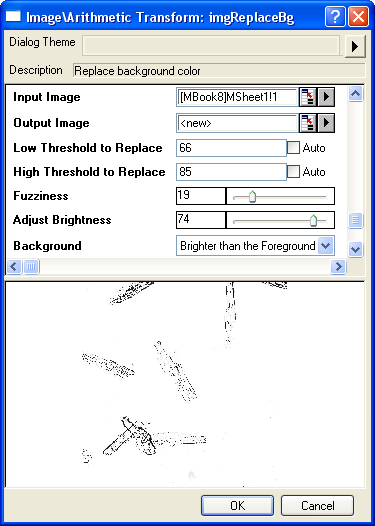 Image\Arithmetic Transform: imgReplaceBg
Dialog Theme
Description Replace background color
Input Image [MBook8]MSheet1!1
Output Image <new>
Low Threshold to Replace 66 Auto
High Threshold to Replace 85 Auto
Fuzziness 19
Adjust Brightness 74
Background Brighter than the Foreground
OK Cancel